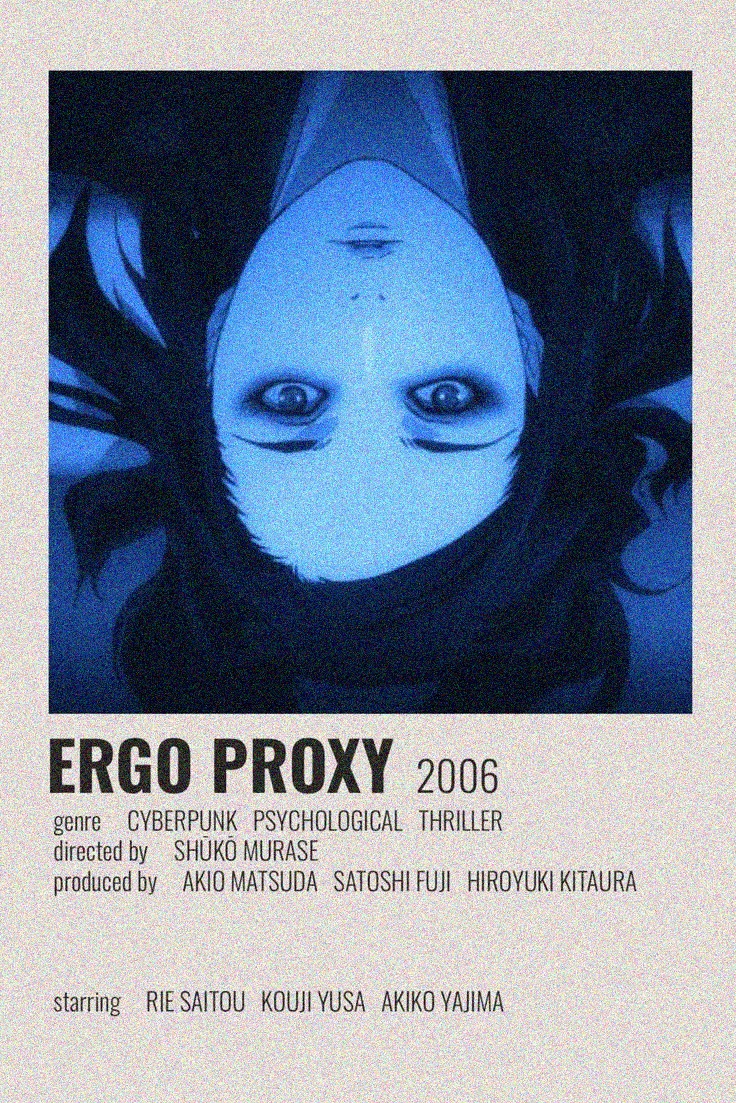 ERGO PROXY 2006
genre CYBERPUNK PSYCHOLOGICAL THRILLER
directed by SHŪKŌ MURASE
produced by AKIO MATSUDA SATOSHI FUJI HIROYUKI KITAURA
starring RIE SAITOU KOUJI YUSA AKIKO YAJIMA